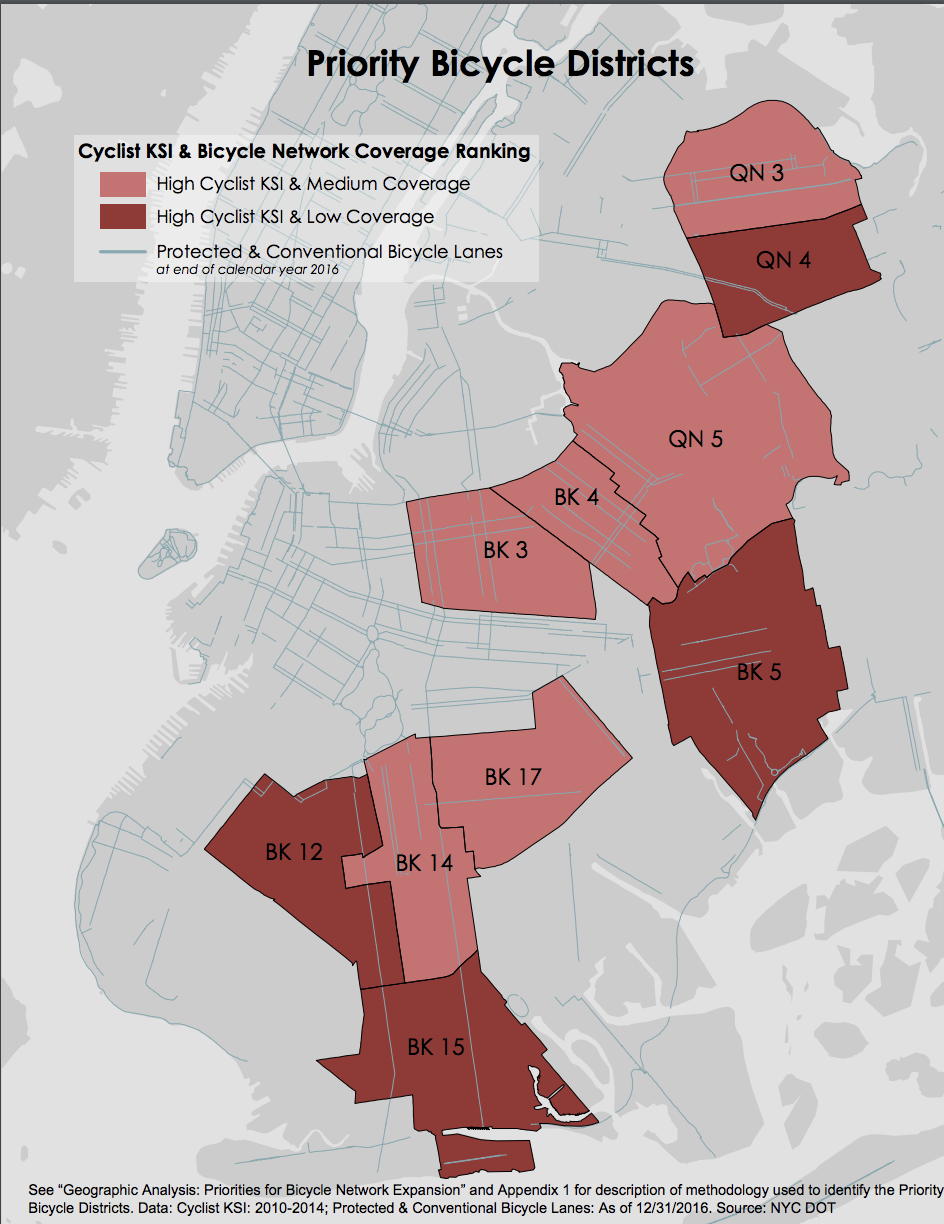 Priority Bicycle Districts
Cyclist KSI & Bicycle Network Coverage Ranking
High Cyclist KSI & Medium Coverage
High Cyclist KSI & Low Coverage
Protected & Conventional Bicycle Lanes
at end of calendar year 2016
QN 3
QN 4
QN 5
BK 4
BK 3
BK 5
BK 17
BK 12
BK 14
BK 15
See “Geographic Analysis: Priorities for Bicycle Network Expansion” and Appendix 1 for description of methodology used to identify the Priority
Bicycle Districts. Data: Cyclist KSI: 2010-2014; Protected & Conventional Bicycle Lanes: As of 12/31/2016. Source: NYC DOT